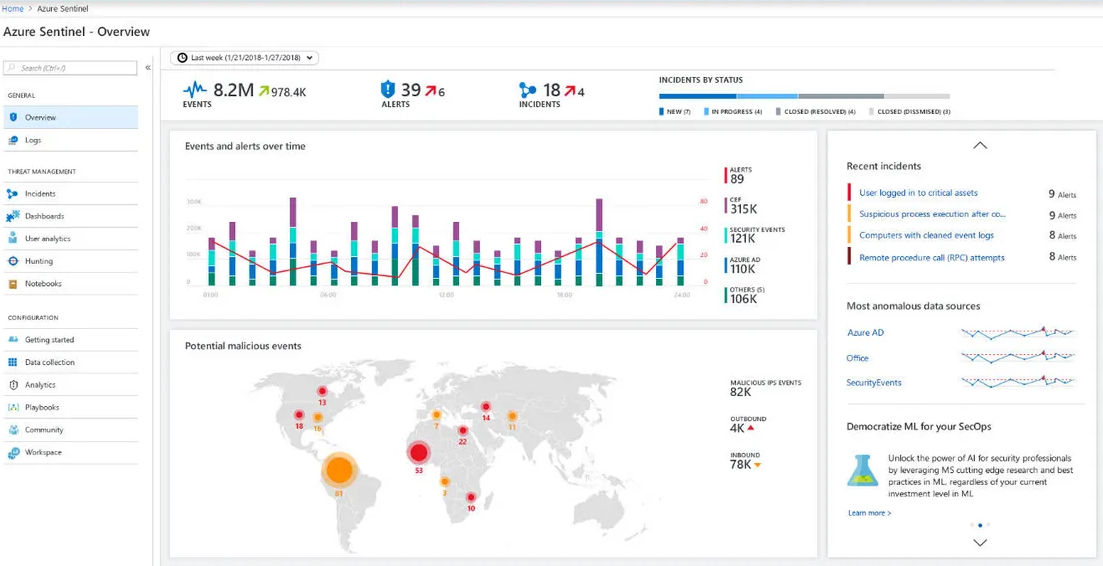 Home > Azure Sentinel
Azure Sentinel - Overview
Search (Ctrl+/)
«
GENERAL
Overview
Logs
THREAT MANAGEMENT
Incidents
Dashboards
User analytics
Hunting
Notebooks
CONFIGURATION
Getting started
Data collection
Analytics
Playbooks
Community
Workspace
Last week (1/21/2018-1/27/2018)
8.2M 978.4K
EVENTS
39 6
ALERTS
18 4
INCIDENTS
INCIDENTS BY STATUS
NEW (7) IN PROGRESS (4) CLOSED (RESOLVED) (4) CLOSED (DISMISSED) (3)
Events and alerts over time
300K
200K
100K
0
60
40
20
0
01:00 06:00 12:00 18:00 24:00
ALERTS
89
CEF
315K
SECURITY EVENTS
121K
AZURE AD
110K
OTHERS (5)
106K
Potential malicious events
13
18
16
81
53
7
22
14
11
3
10
MALICIOUS IPS EVENTS
82K
OUTBOUND
4K
INBOUND
78K
Recent incidents
User logged in to critical assets 9 Alerts
Suspicious process execution after co... 9 Alerts
Computers with cleaned event logs 8 Alerts
Remote procedure call (RPC) attempts 8 Alerts
Most anomalous data sources
Azure AD
Office
SecurityEvents
Democratize ML for your SecOps
Unlock the power of AI for security professionals
by leveraging MS cutting edge research and best
practices in ML, regardless of your current
investment level in ML
Learn more >